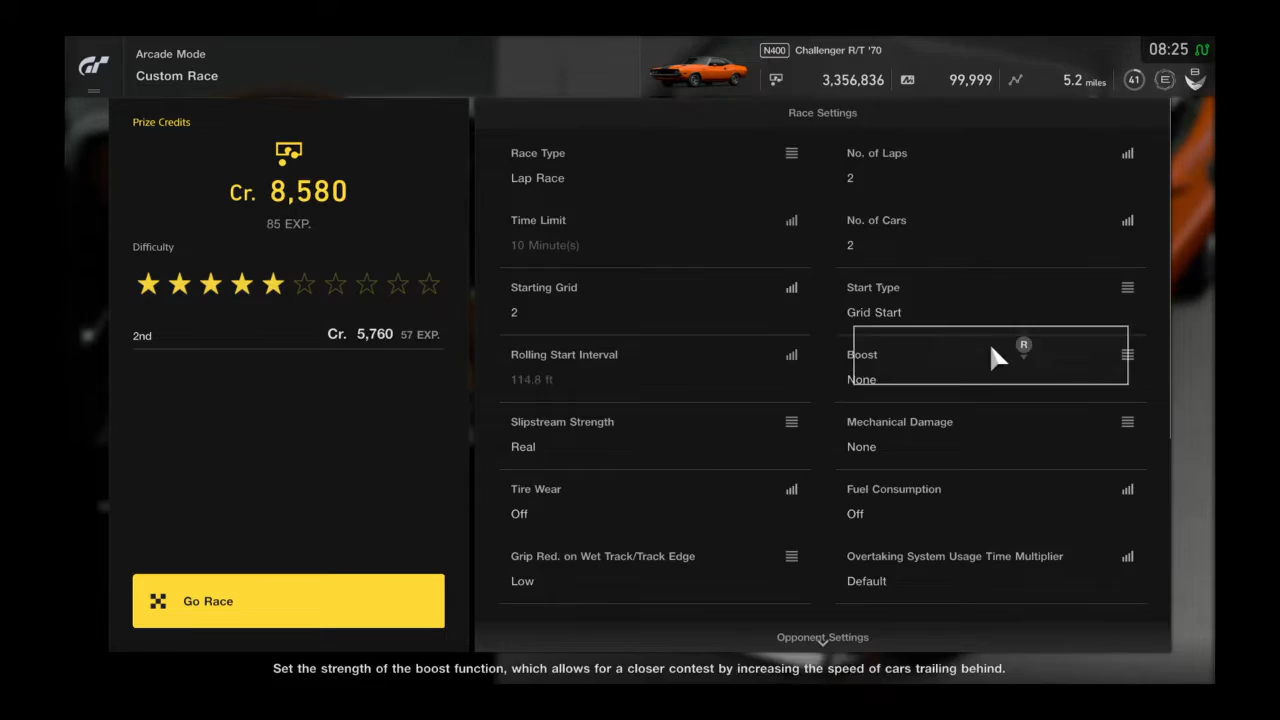 Arcade Mode
Custom Race
N400 Challenger R/T '70
3,356,836 99,999 5.2 miles 41 E B
08:25
Prize Credits
Cr. 8,580
85 EXP.
Difficulty
2nd Cr. 5,760 57 EXP.
Go Race
Race Settings
Race Type
Lap Race
No. of Laps
2
Time Limit
10 Minute(s)
No. of Cars
2
Starting Grid
2
Start Type
Grid Start
Rolling Start Interval
114.8 ft
Boost
None
R
Slipstream Strength
Real
Mechanical Damage
None
Tire Wear
Off
Fuel Consumption
Off
Grip Red. on Wet Track/Track Edge
Low
Overtaking System Usage Time Multiplier
Default
Opponent Settings
Set the strength of the boost function, which allows for a closer contest by increasing the speed of cars trailing behind.